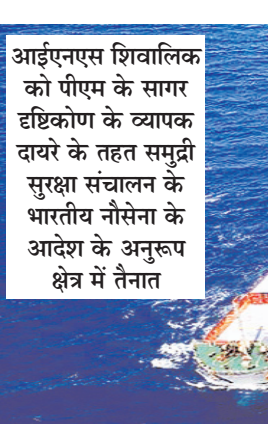 आईएनएस शिवालिक
को पीएम के सागर
दृष्टिकोण के व्यापक
दायरे के तहत समुद्री
सुरक्षा संचालन के
भारतीय नौसेना के
आदेश के अनुरूप
क्षेत्र में तैनात